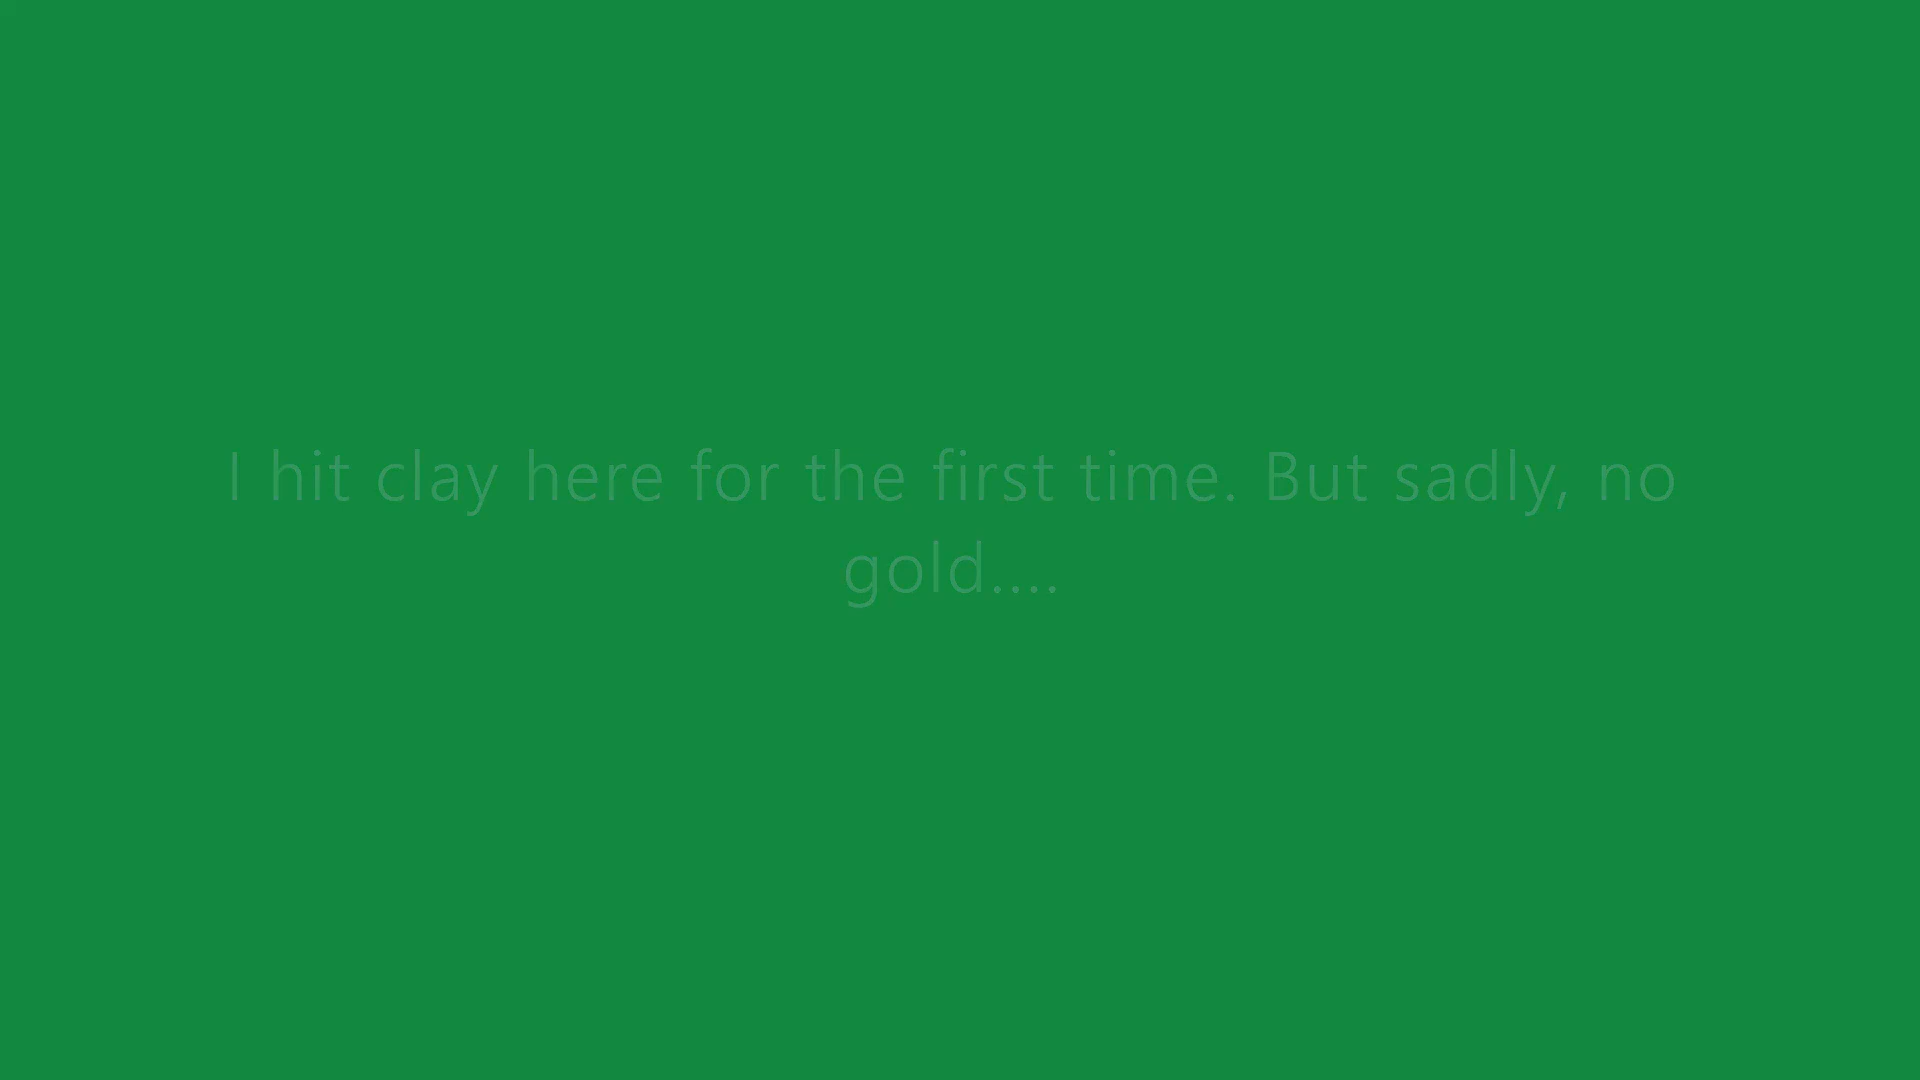 I hit clay here for the first time. But sadly, no
gold....